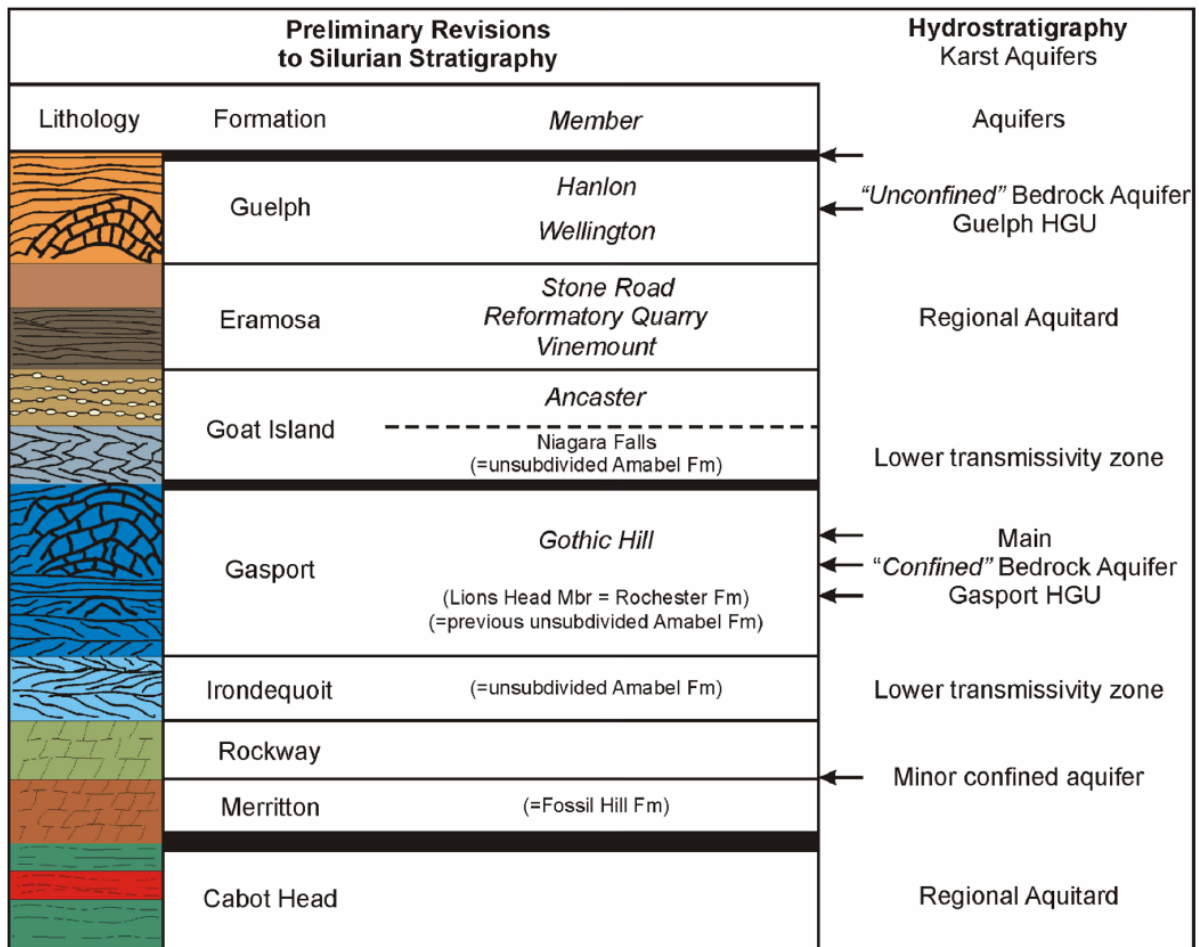 Preliminary Revisions
to Silurian Stratigraphy
Hydrostratigraphy
Karst Aquifers
Lithology
Formation
Member
Aquifers
Guelph
Hanlon
Wellington
“Unconfined” Bedrock Aquifer
Guelph HGU
Eramosa
Stone Road
Reformatory Quarry
Vinemount
Regional Aquitard
Goat Island
Ancaster
Niagara Falls
(=unsubdivided Amabel Fm)
Lower transmissivity zone
Gasport
Gothic Hill
(Lions Head Mbr = Rochester Fm)
(=previous unsubdivided Amabel Fm)
Main
“Confined” Bedrock Aquifer
Gasport HGU
Irondequoit
(=unsubdivided Amabel Fm)
Lower transmissivity zone
Rockway
Minor confined aquifer
Merritton
(=Fossil Hill Fm)
Cabot Head
Regional Aquitard